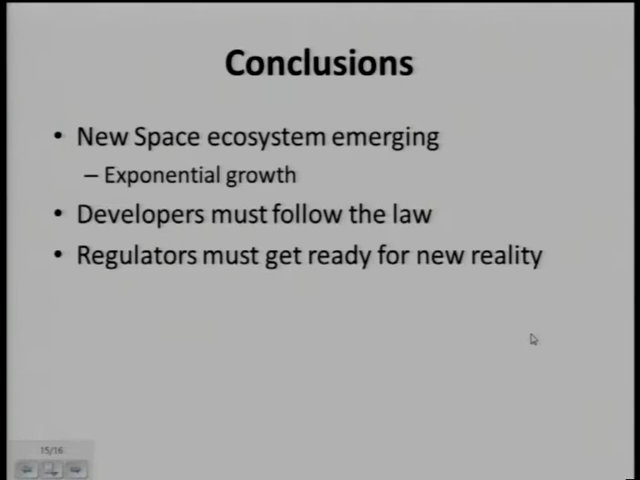 Conclusions
• New Space ecosystem emerging
– Exponential growth
• Developers must follow the law
• Regulators must get ready for new reality
15/16